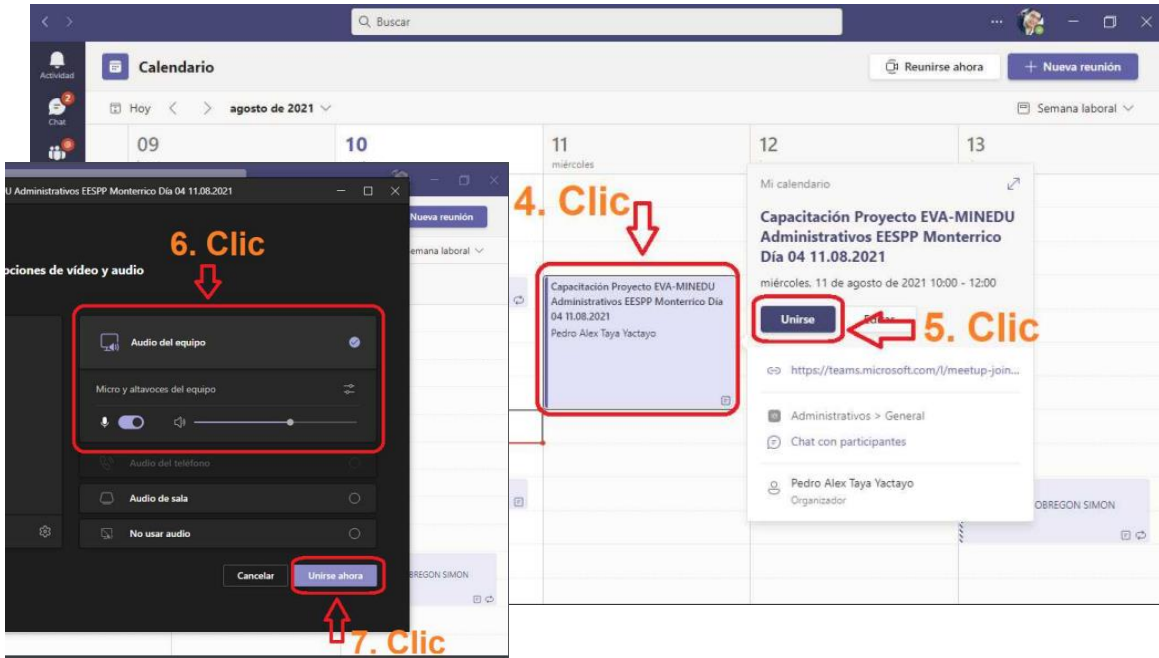 Buscar
Actividad
Calendario
Reunirse ahora
+ Nueva reunión
2
Chat
Hoy
agosto de 2021
Semana laboral
09
10
11
miércoles
12
13
4. Clic
Capacitación Proyecto EVA-MINEDU
Administrativos EESPP Monterrico Día
04 11.08.2021
Pedro Alex Taya Yactayo
Mi calendario
Capacitación Proyecto EVA-MINEDU
Administrativos EESPP Monterrico
Día 04 11.08.2021
miércoles, 11 de agosto de 2021 10:00 - 12:00
Unirse
5. Clic
https://teams.microsoft.com/l/meetup-join...
Administrativos > General
Chat con participantes
Pedro Alex Taya Yactayo
Organizador
OBREGON SIMON
U Administrativos EESPP Monterrico Día 04 11.08.2021
Nueva reunión
emana laboral
6. Clic
pciones de vídeo y audio
Audio del equipo
Micro y altavoces del equipo
Audio del teléfono
Audio de sala
No usar audio
Cancelar
Unirse ahora
BREGON SIMON
7. Clic